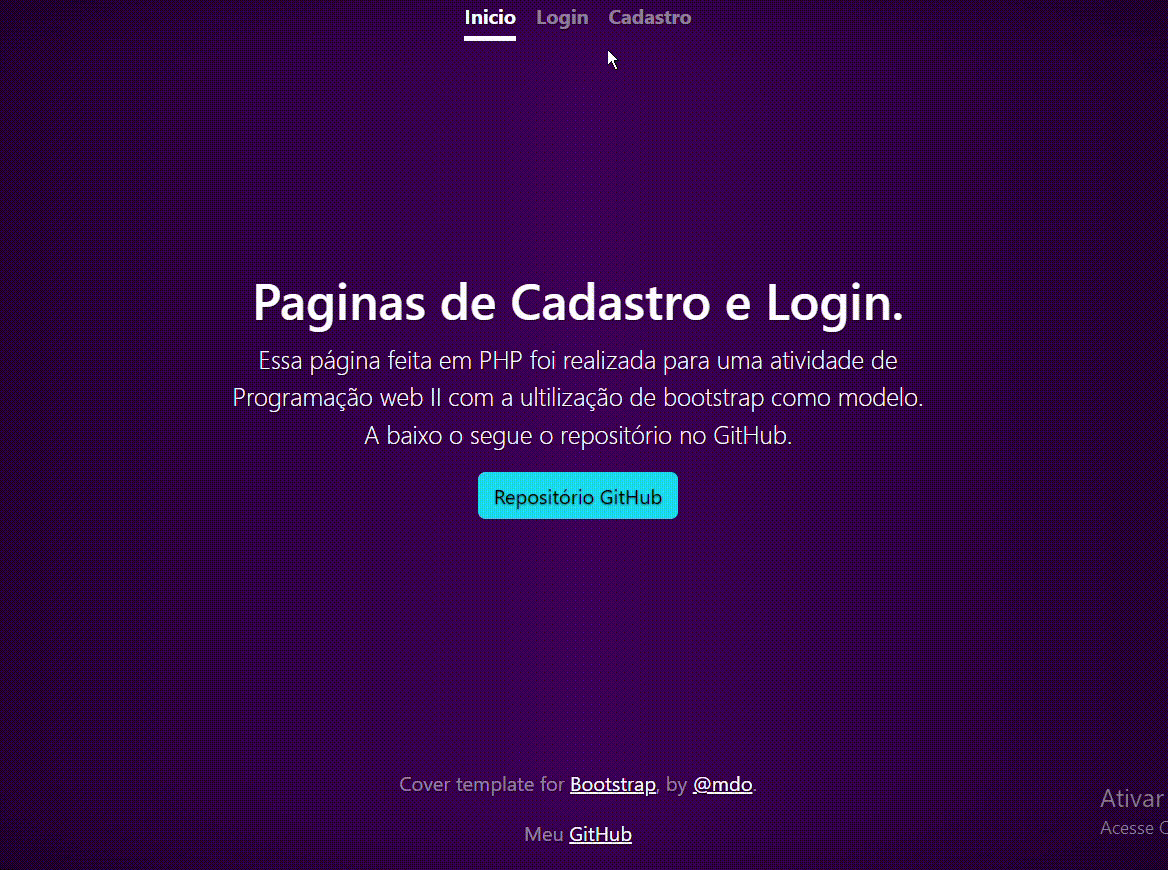 Inicio Login Cadastro
Paginas de Cadastro e Login.
Essa página feita em PHP foi realizada para uma atividade de
Programação web II com a ultilização de bootstrap como modelo.
A baixo o segue o repositório no GitHub.
Repositório GitHub
Cover template for Bootstrap, by @mdo.
Meu GitHub
Ativar
Acesse C